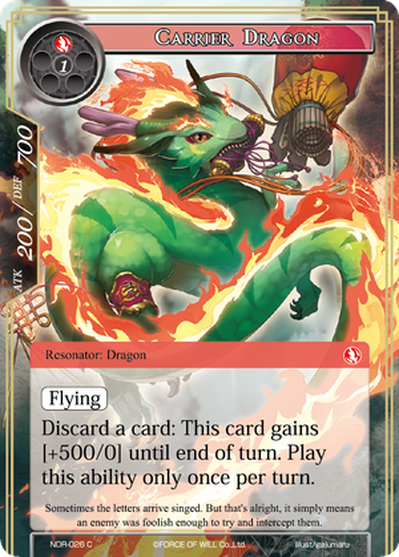 CARRIER DRAGON
1
ATK 200 / DEF 700
Resonator: Dragon
Flying
Discard a card: This card gains
[+500/0] until end of turn. Play
this ability only once per turn.
Sometimes the letters arrive singed. But that's alright, it simply means
an enemy was foolish enough to try and intercept them.
NDR-026 C ©FORCE OF WILL Co.,Ltd. Illust/gajumaru